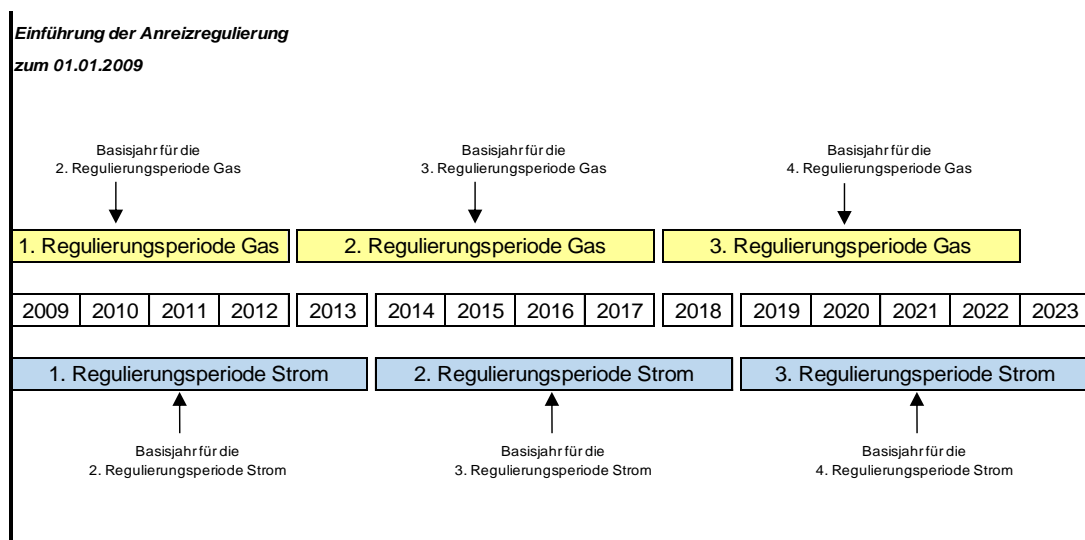 Einführung der Anreizregulierung
zum 01.01.2009
Basisjahr für die
2. Regulierungsperiode Gas
Basisjahr für die
3. Regulierungsperiode Gas
Basisjahr für die
4. Regulierungsperiode Gas
1. Regulierungsperiode Gas
2. Regulierungsperiode Gas
3. Regulierungsperiode Gas
2009 2010 2011 2012 2013 2014 2015 2016 2017 2018 2019 2020 2021 2022 2023
1. Regulierungsperiode Strom
2. Regulierungsperiode Strom
3. Regulierungsperiode Strom
Basisjahr für die
2. Regulierungsperiode Strom
Basisjahr für die
3. Regulierungsperiode Strom
Basisjahr für die
4. Regulierungsperiode Strom